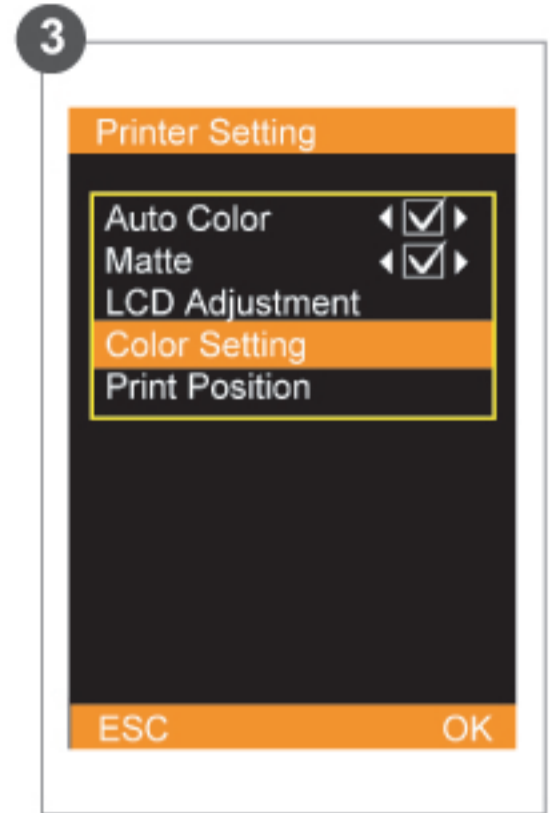 3
Printer Setting
Auto Color
Matte
LCD Adjustment
Color Setting
Print Position
ESC OK